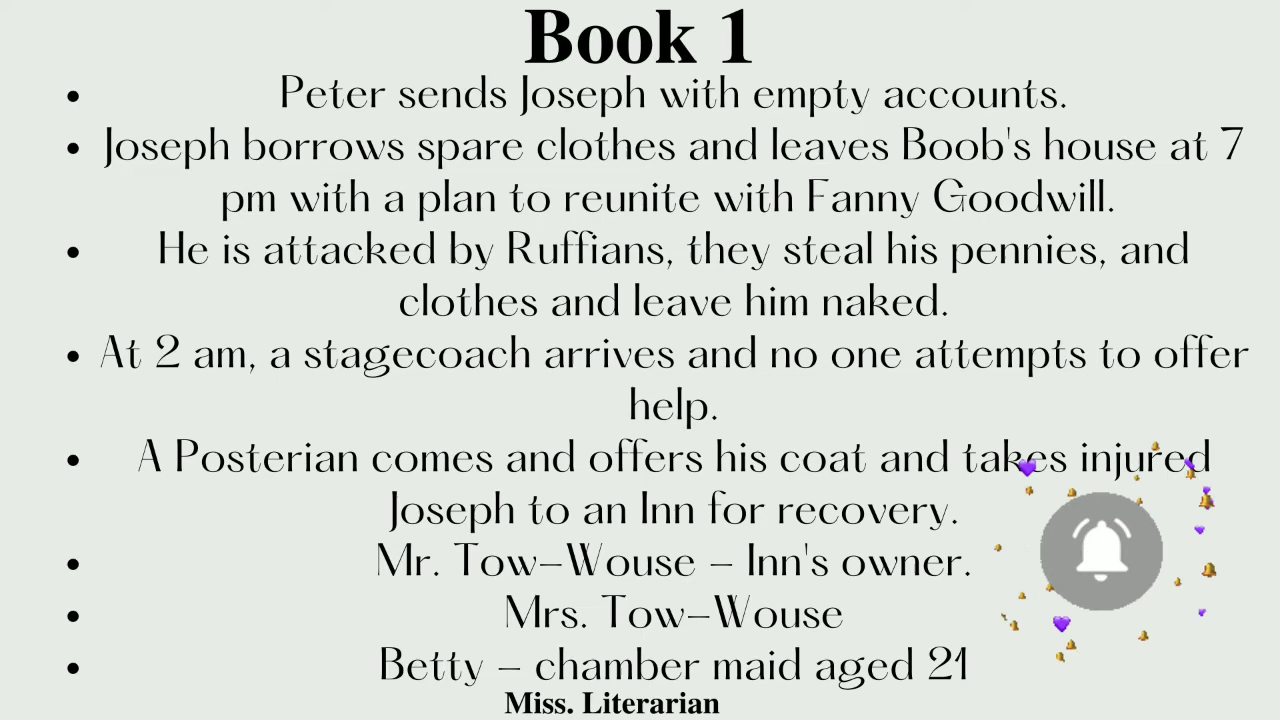 Book 1
• Peter sends Joseph with empty accounts.
• Joseph borrows spare clothes and leaves Boob's house at 7
pm with a plan to reunite with Fanny Goodwill.
• He is attacked by Ruffians, they steal his pennies, and
clothes and leave him naked.
• At 2 am, a stagecoach arrives and no one attempts to offer
help.
• A Posterian comes and offers his coat and takes injured
Joseph to an Inn for recovery.
• Mr. Tow-Wouse - Inn's owner.
• Mrs. Tow-Wouse
• Betty - chamber maid aged 21
Miss. Literarian